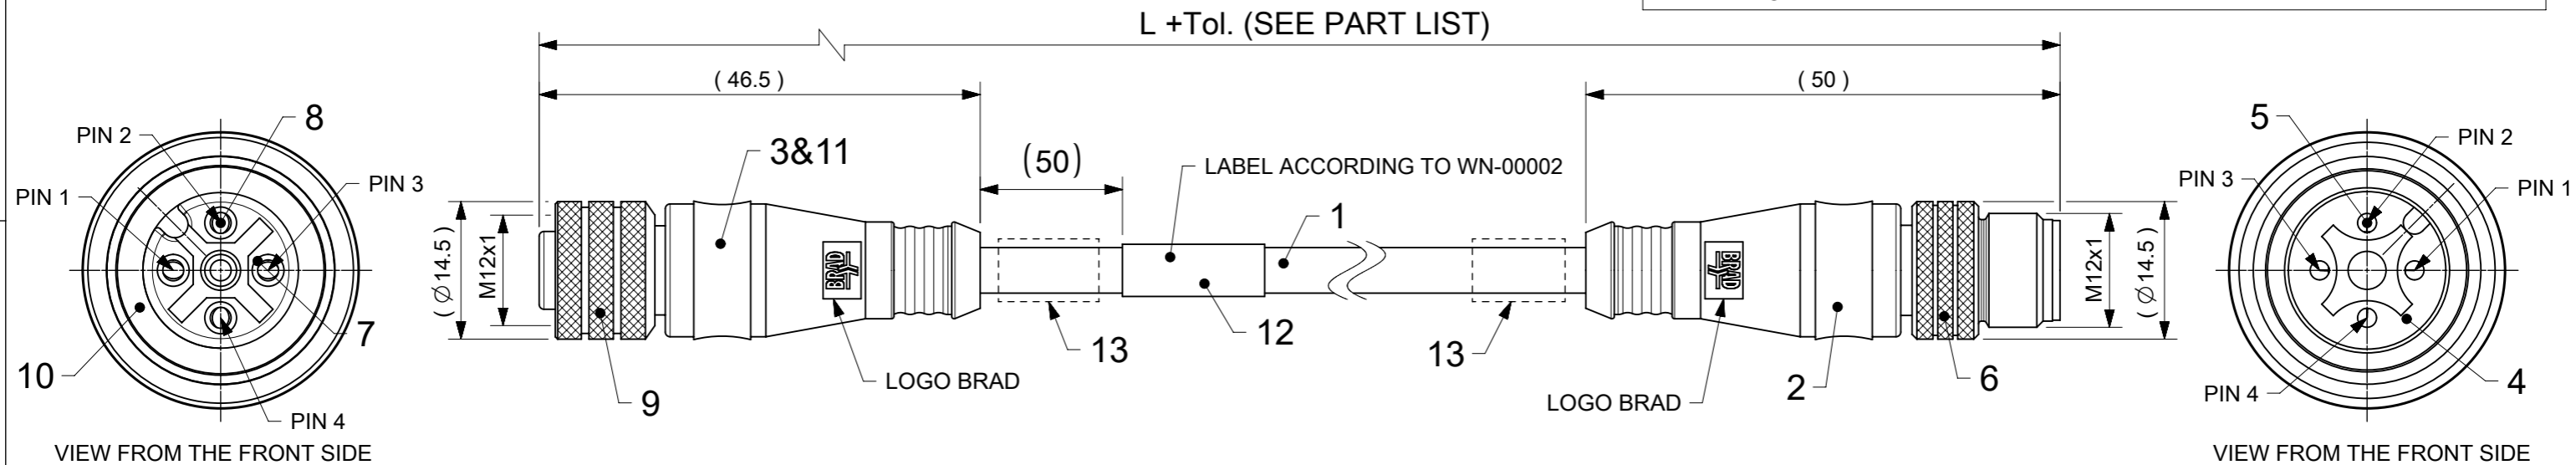 L +Tol. (SEE PART LIST)
( 46.5 )
( 50 )
PIN 2
8
PIN 1
PIN 3
7
10
PIN 4
VIEW FROM THE FRONT SIDE
( Ø 14.5 )
M12x1
3&11
BRAD
LOGO BRAD
9
(50)
LABEL ACCORDING TO WN-00002
1
13
12
13
BRAD
LOGO BRAD
2
6
M12x1
( Ø 14.5 )
5
PIN 2
PIN 3
PIN 1
PIN 4
4
VIEW FROM THE FRONT SIDE